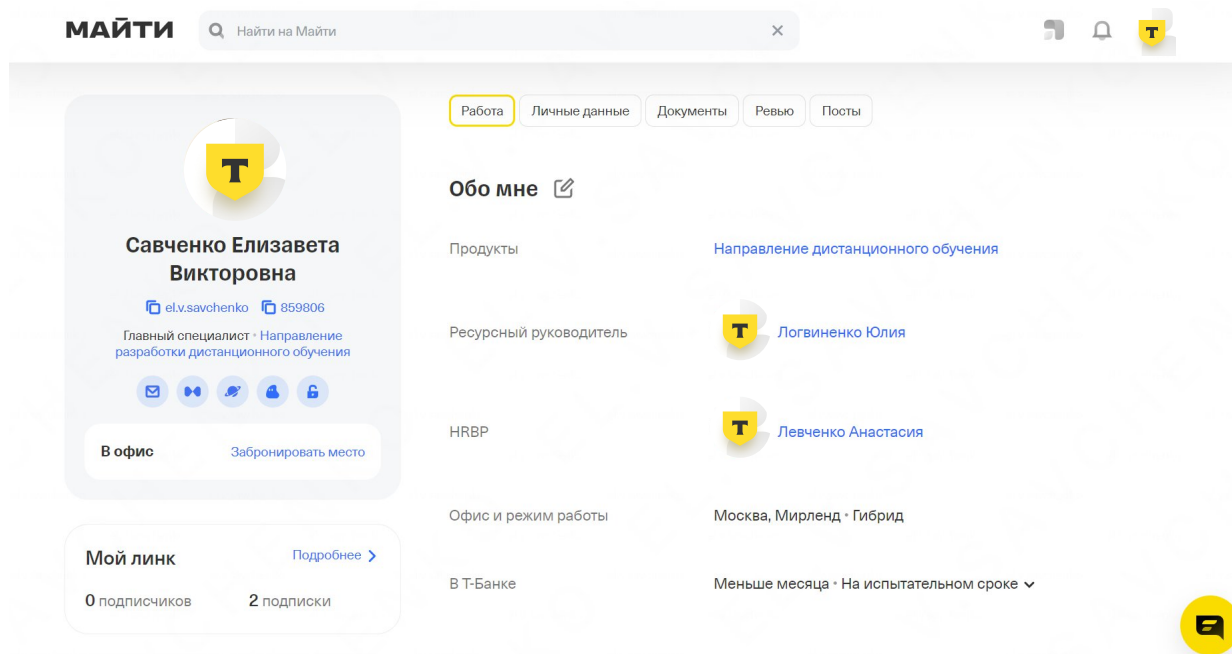 МАЙТИ
Найти на Майти
Т
Работа
Личные данные
Документы
Ревью
Посты
Т
Савченко Елизавета
Викторовна
el.v.savchenko 859806
Главный специалист • Направление
разработки дистанционного обучения
В офис Забронировать место
Мой линк Подробнее
0 подписчиков 2 подписки
Обо мне
Продукты Направление дистанционного обучения
Ресурсный руководитель Т Логвиненко Юлия
HRBP Т Левченко Анастасия
Офис и режим работы Москва, Мирленд • Гибрид
В Т-Банке Меньше месяца • На испытательном сроке